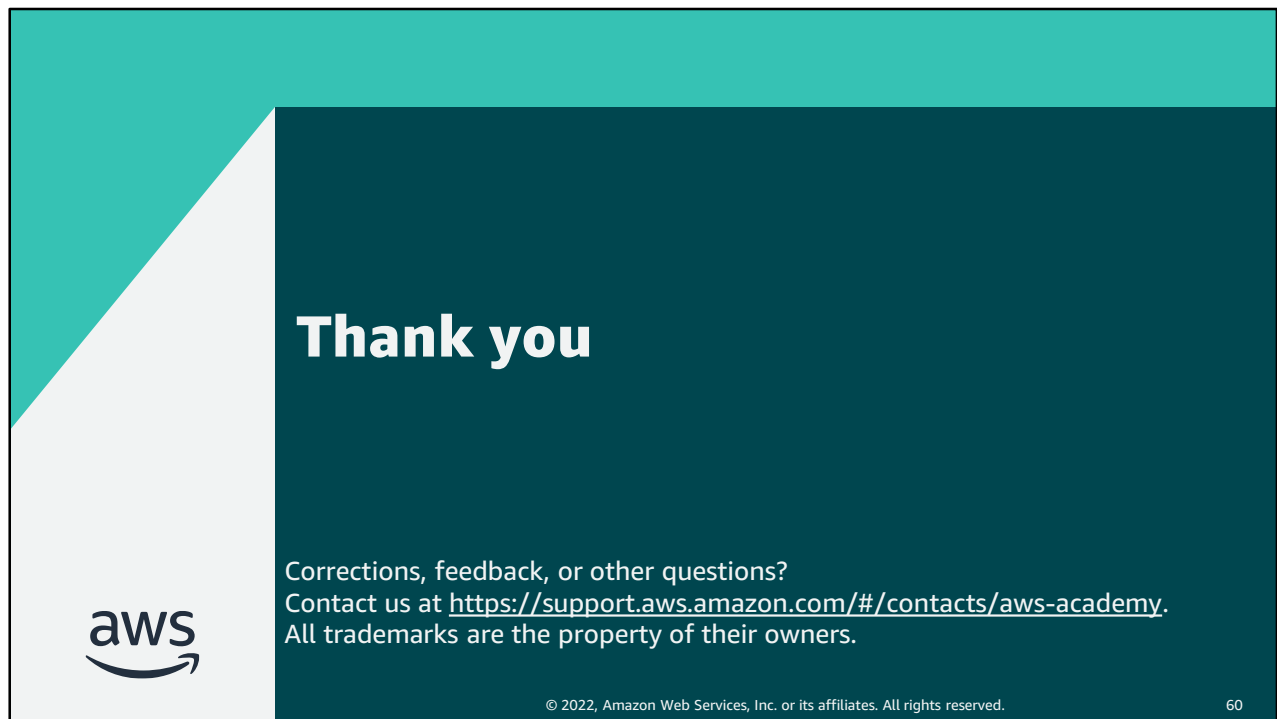 Thank you
Corrections, feedback, or other questions?
Contact us at https://support.aws.amazon.com/#/contacts/aws-academy.
All trademarks are the property of their owners.
aws
© 2022, Amazon Web Services, Inc. or its affiliates. All rights reserved.
60